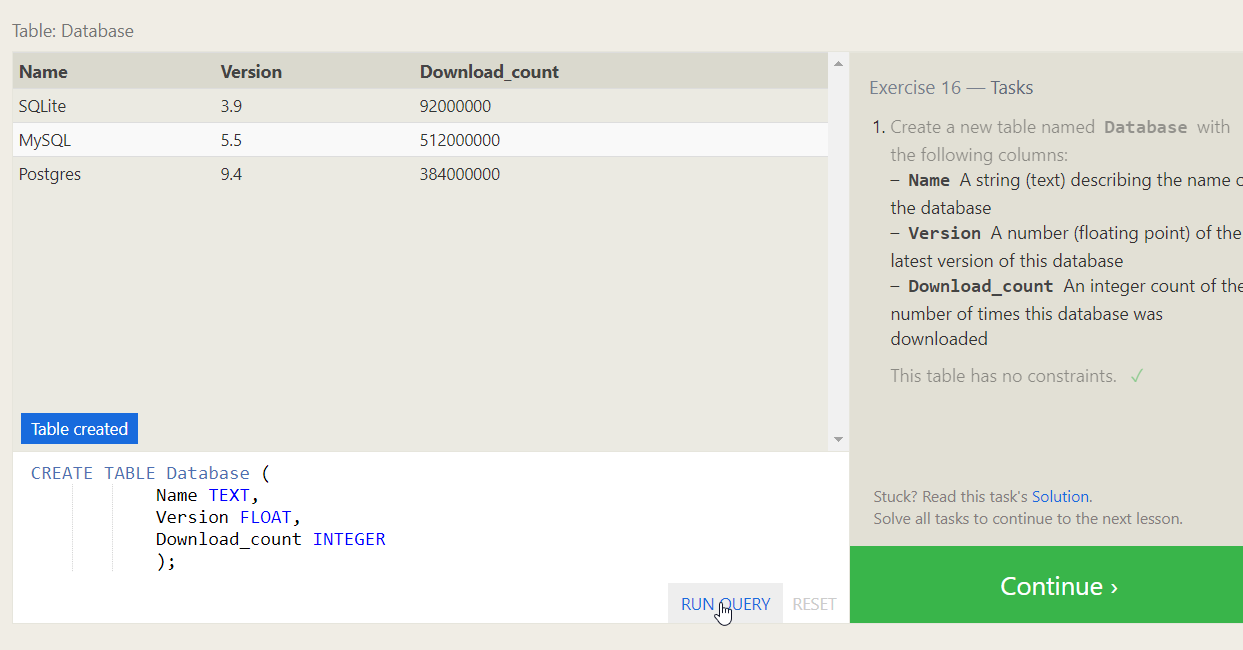 Table: Database
Name Version Download_count
SQLite 3.9 92000000
MySQL 5.5 512000000
Postgres 9.4 384000000
Table created
CREATE TABLE Database (
Name TEXT,
Version FLOAT,
Download_count INTEGER
);
RUN QUERY RESET
Exercise 16 — Tasks
1. Create a new table named Database with
the following columns:
– Name A string (text) describing the name
the database
– Version A number (floating point) of the
latest version of this database
– Download_count An integer count of the
number of times this database was
downloaded
This table has no constraints. ✓
Stuck? Read this task's Solution.
Solve all tasks to continue to the next lesson.
Continue ›